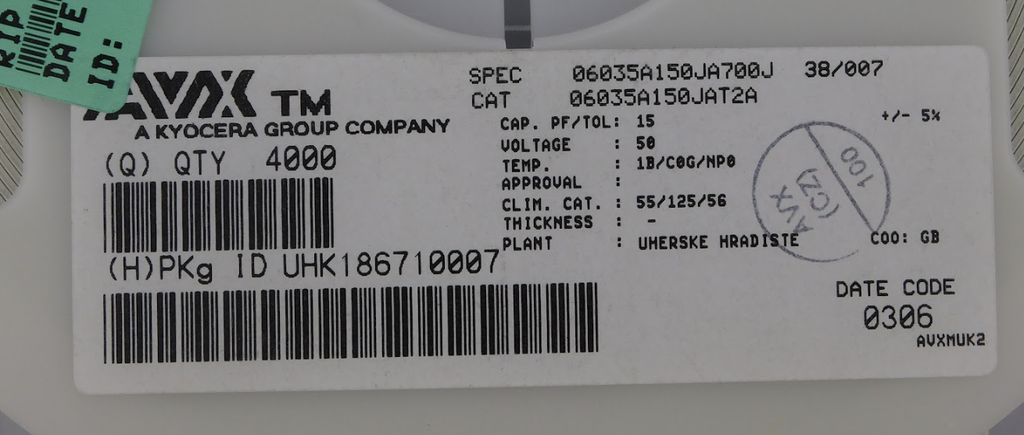 RIP
DATE
ID:
AVX TM
A KYOCERA GROUP COMPANY
SPEC 06035A150JA700J 38/007
CAT 06035A150JAT2A
(Q) QTY 4000
CAP. PF/TOL: 15 +/- 5%
VOLTAGE : 50
TEMP. : 1B/C0G/NP0
APPROVAL :
CLIM. CAT. : 55/125/56
THICKNESS : -
PLANT : UHERSKE HRADISTE COO: GB
AVX (CZ) 100
(H)PKg ID UHK186710007
DATE CODE
0306
AVXMUK2